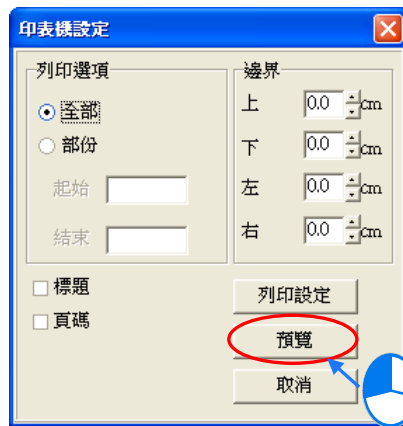 印表機設定
列印選項
全部
部份
起始
結束
邊界
上 0.0 cm
下 0.0 cm
左 0.0 cm
右 0.0 cm
標題
頁碼
列印設定
預覽
取消